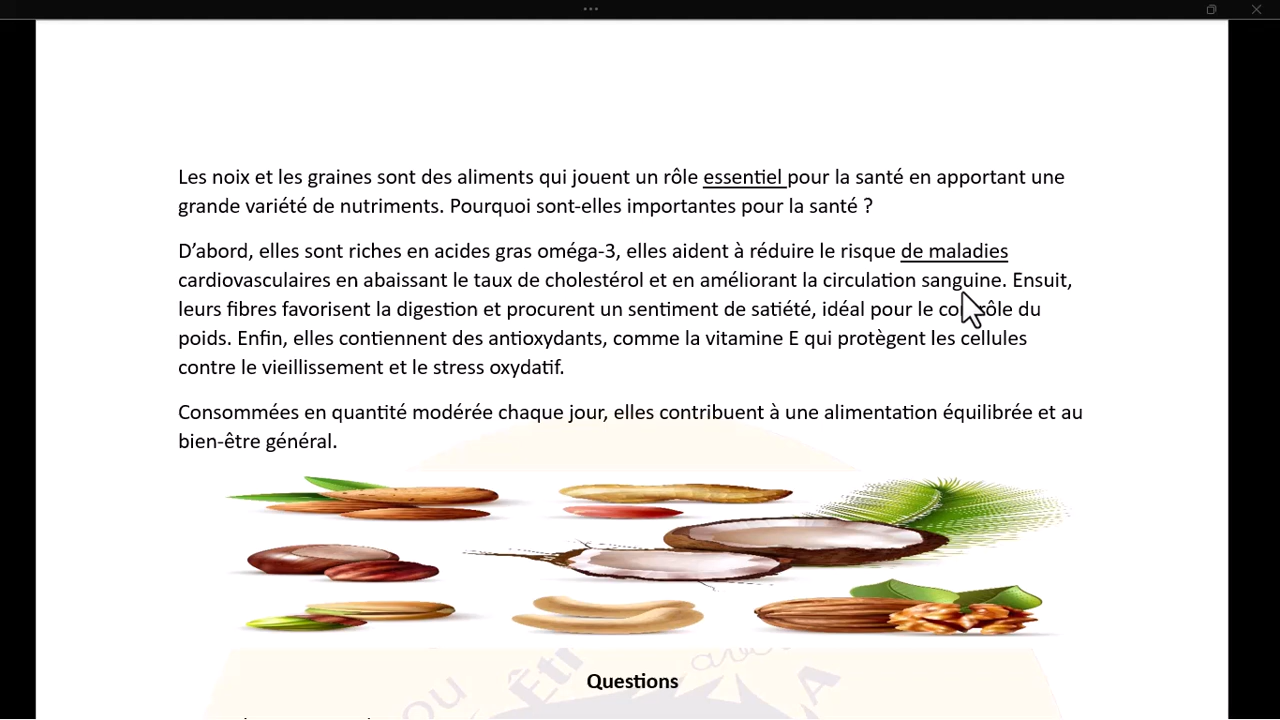 Les noix et les graines sont des aliments qui jouent un rôle essentiel pour la santé en apportant une
grande variété de nutriments. Pourquoi sont-elles importantes pour la santé ?
D’abord, elles sont riches en acides gras oméga-3, elles aident à réduire le risque de maladies
cardiovasculaires en abaissant le taux de cholestérol et en améliorant la circulation sanguine. Ensuit,
leurs fibres favorisent la digestion et procurent un sentiment de satiété, idéal pour le contrôle du
poids. Enfin, elles contiennent des antioxydants, comme la vitamine E qui protègent les cellules
contre le vieillissement et le stress oxydatif.
Consommées en quantité modérée chaque jour, elles contribuent à une alimentation équilibrée et au
bien-être général.
Questions